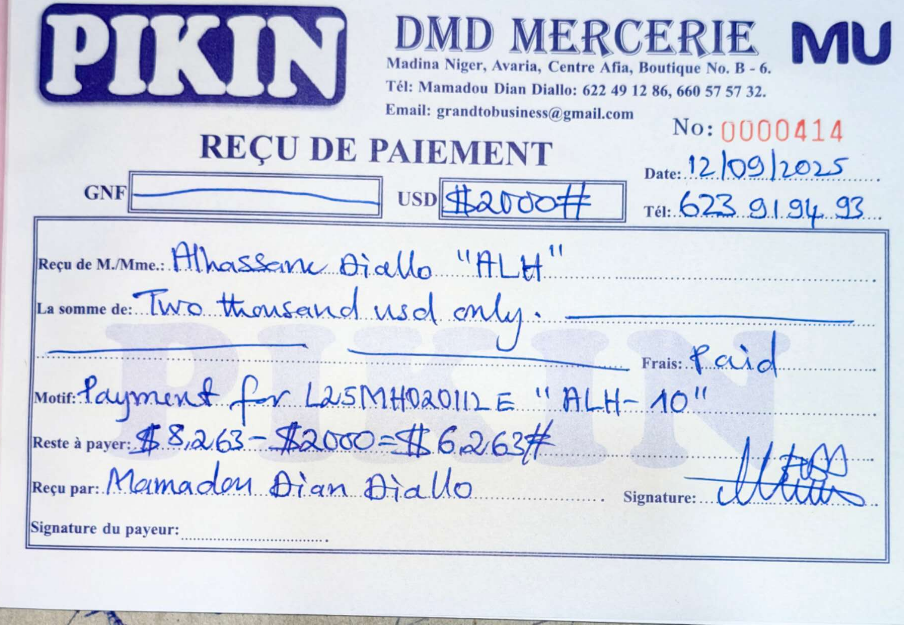 PIKIN
DMD MERCERIE
MU
Madina Niger, Avaria, Centre Afia, Boutique No. B - 6.
Tél: Mamadou Dian Diallo: 622 49 12 86, 660 57 57 32.
Email: grandtobusiness@gmail.com
No: 0000414
REÇU DE PAIEMENT
Date: 12/09/2025
GNF USD $2000#
Tél: 623 91 94 93
Reçu de M./Mme.: Alhassane Diallo "ALH"
La somme de: Two thousand usd only.
Frais: Paid
Motif: Payment for L25MH02011LE "ALH-10"
Reste à payer: $8,263-$2000=$6,263#
Reçu par: Mamadou Dian Diallo Signature:
Signature du payeur:
PIKIN